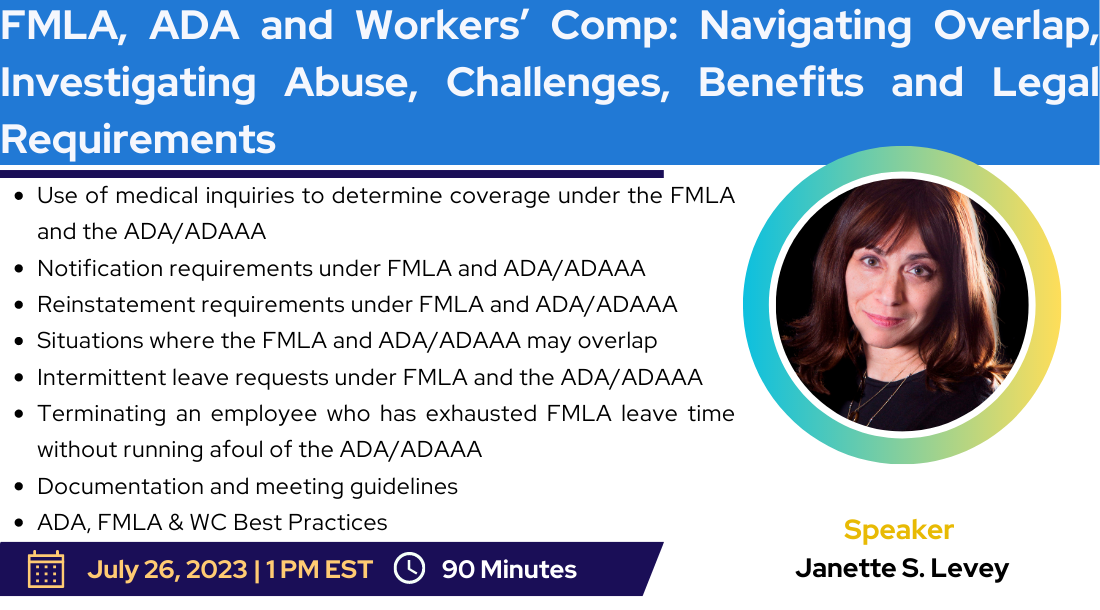 FMLA, ADA and Workers’ Comp: Navigating Overlap,
Investigating Abuse, Challenges, Benefits and Legal
Requirements
• Use of medical inquiries to determine coverage under the FMLA
and the ADA/ADAAA
• Notification requirements under FMLA and ADA/ADAAA
• Reinstatement requirements under FMLA and ADA/ADAAA
• Situations where the FMLA and ADA/ADAAA may overlap
• Intermittent leave requests under FMLA and the ADA/ADAAA
• Terminating an employee who has exhausted FMLA leave time
without running afoul of the ADA/ADAAA
• Documentation and meeting guidelines
• ADA, FMLA & WC Best Practices
July 26, 2023 | 1 PM EST 90 Minutes
Speaker
Janette S. Levey